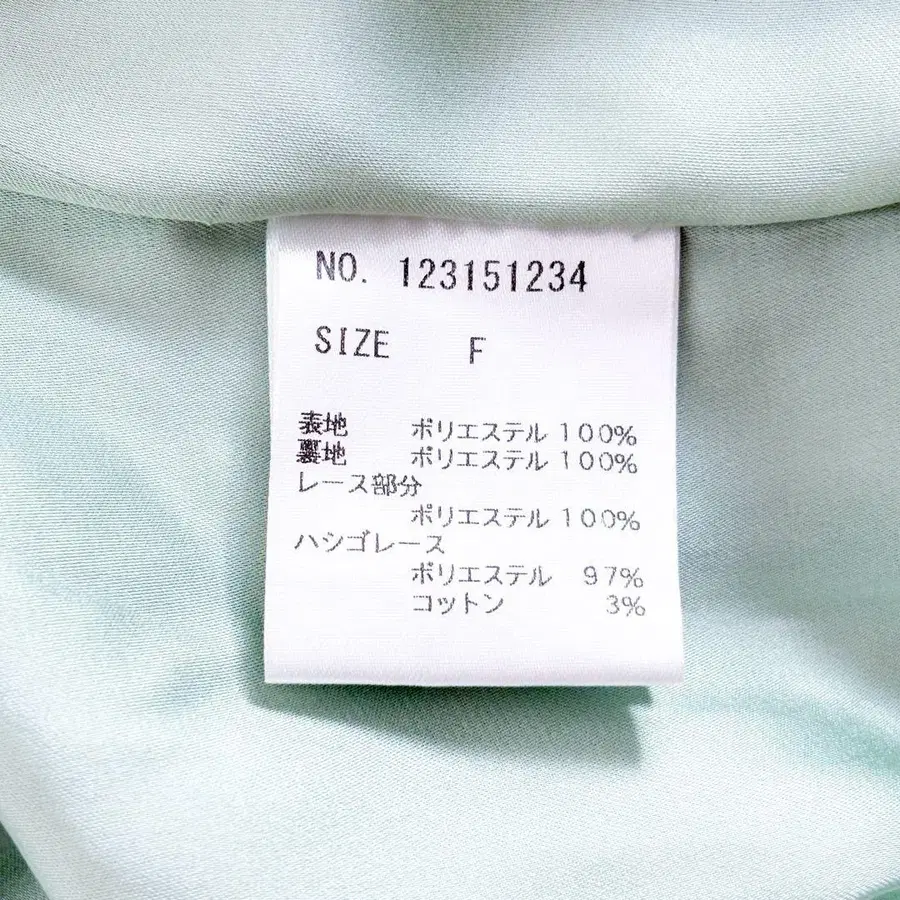 NO. 123151234
SIZE F
表地 ポリエステル 100%
裏地 ポリエステル 100%
レース部分
ポリエステル 100%
ハシゴレース
ポリエステル 97%
コットン 3%